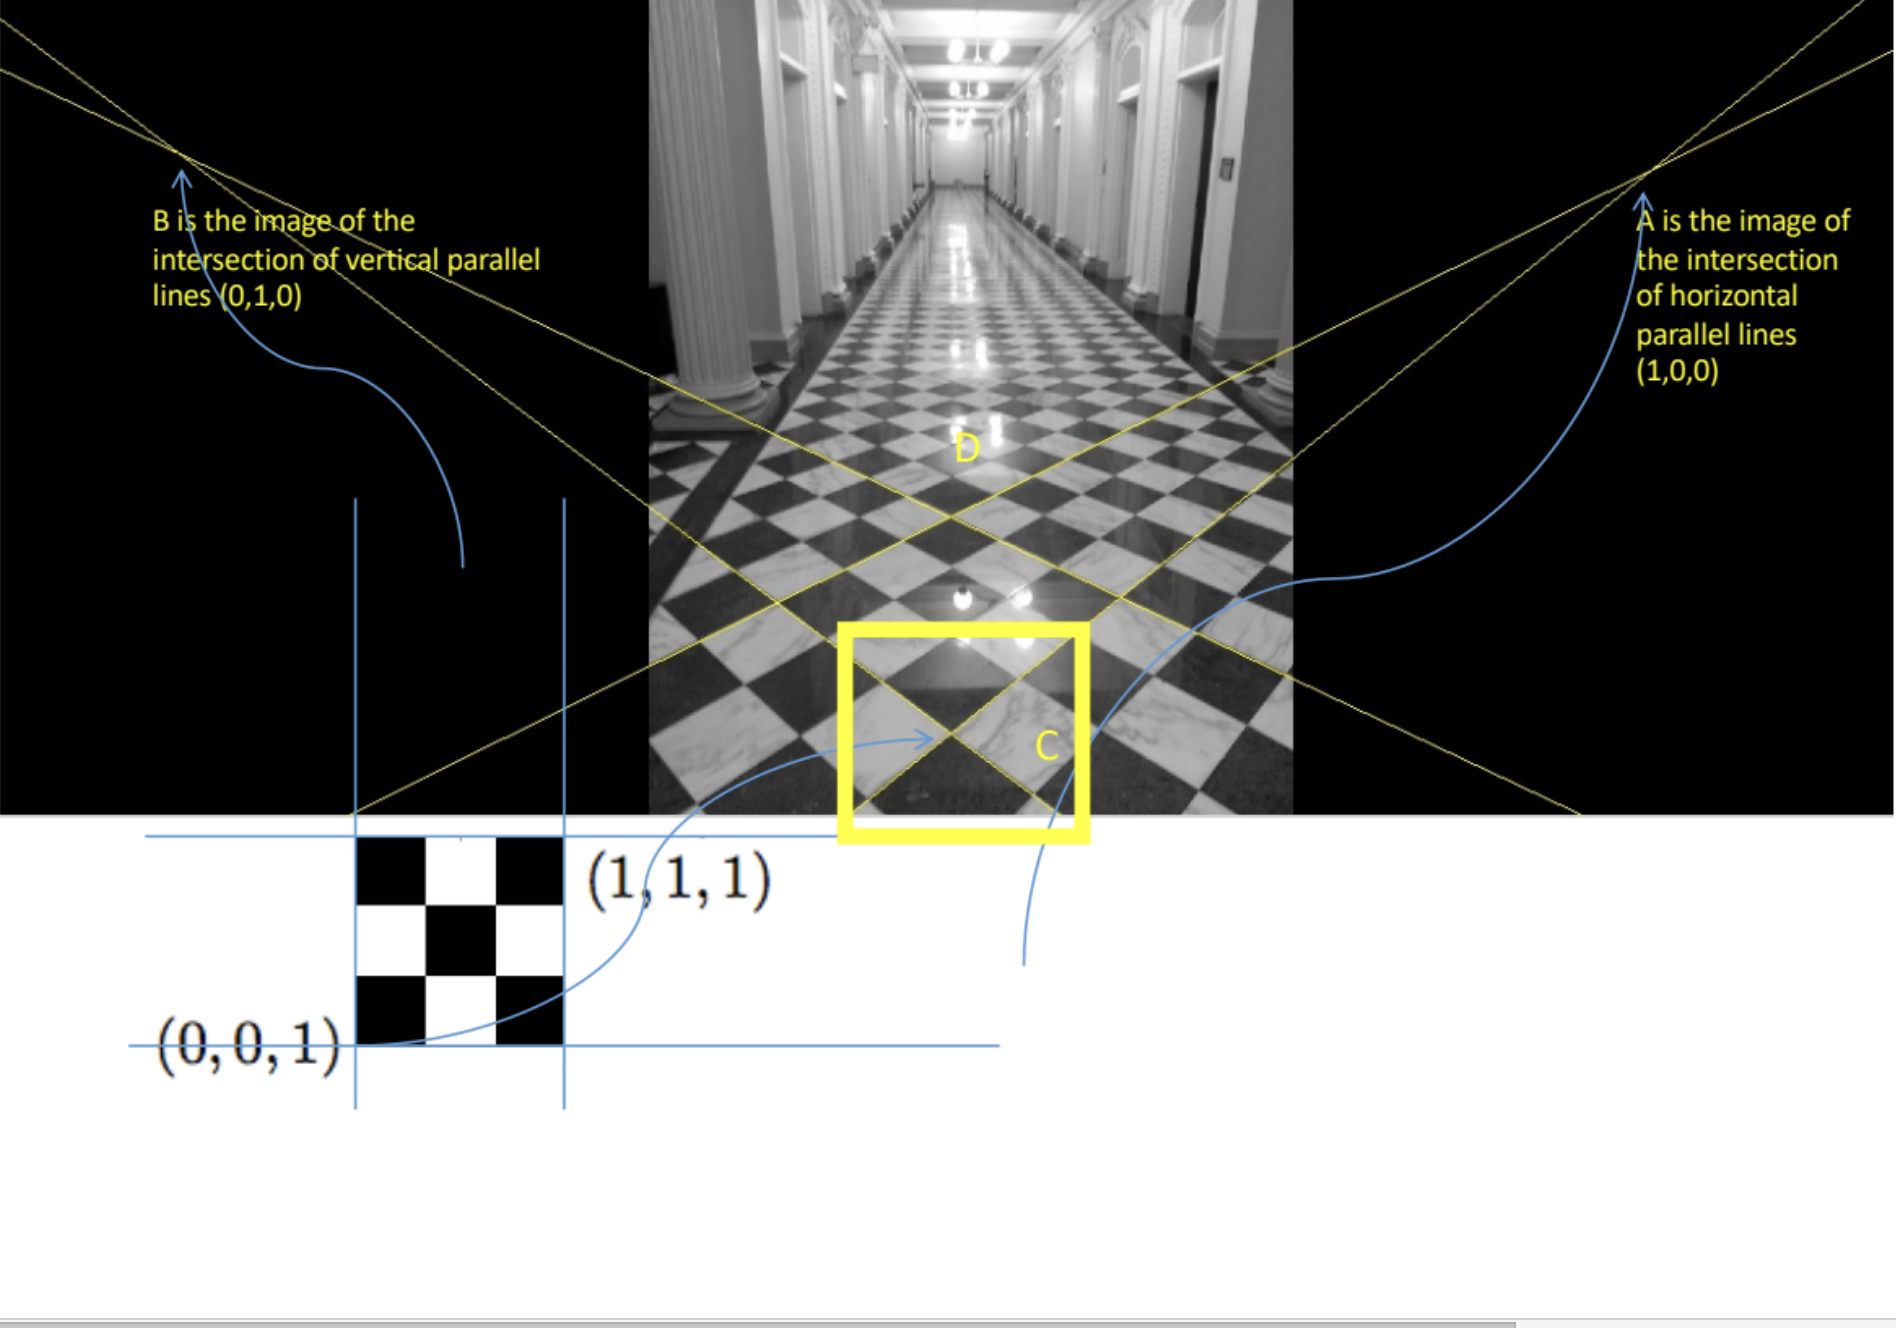 B is the image of the
intersection of vertical parallel
lines (0,1,0)
A is the image of
the intersection
of horizontal
parallel lines
(1,0,0)
D
C
(1, 1, 1)
(0, 0, 1)